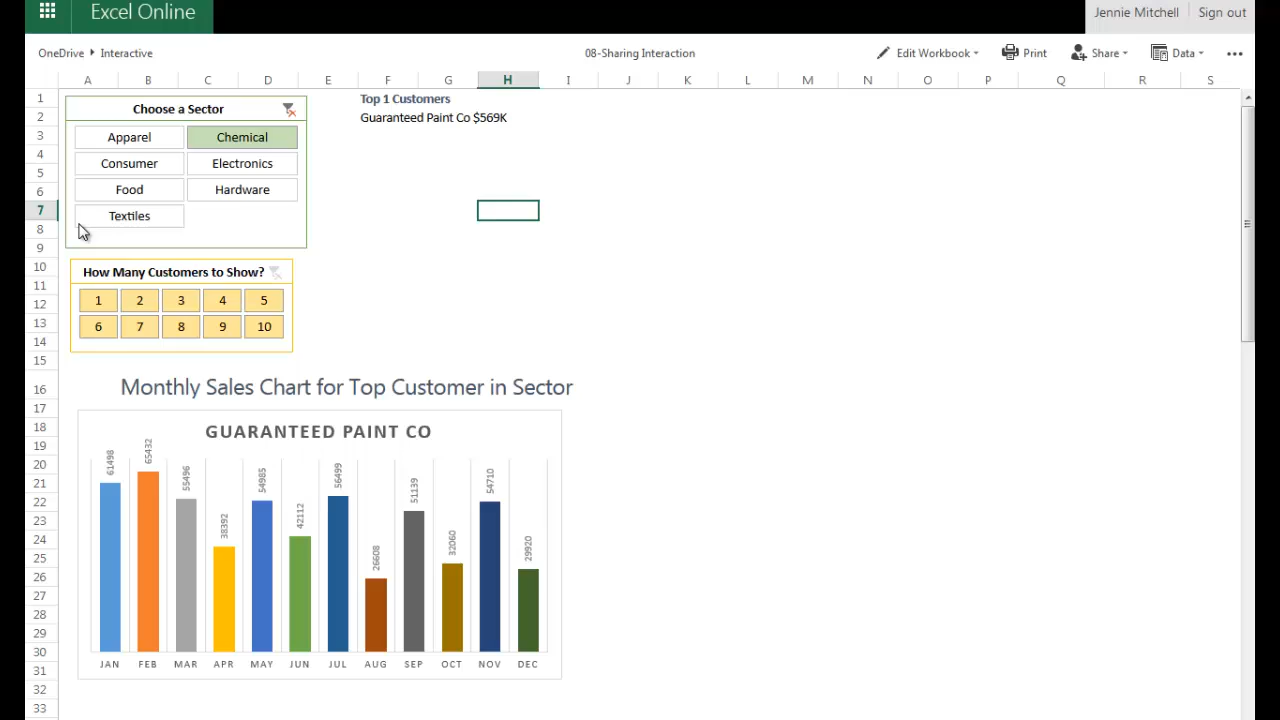 Excel Online
Jennie Mitchell
Sign out
OneDrive
Interactive
08-Sharing Interaction
Edit Workbook
Print
Share
Data
A B C D E F G H I J K L M N O P Q R S
1
2
3
4
5
6
7
8
9
10
11
12
13
14
15
16
17
18
19
20
21
22
23
24
25
26
27
28
29
30
31
32
33
Choose a Sector
Apparel
Chemical
Consumer
Electronics
Food
Hardware
Textiles
Top 1 Customers
Guaranteed Paint Co $569K
How Many Customers to Show?
1 2 3 4 5
6 7 8 9 10
Monthly Sales Chart for Top Customer in Sector
GUARANTEED PAINT CO
61498
65432
55496
38392
54985
42112
56499
26608
51139
32060
54710
29920
JAN FEB MAR APR MAY JUN JUL AUG SEP OCT NOV DEC